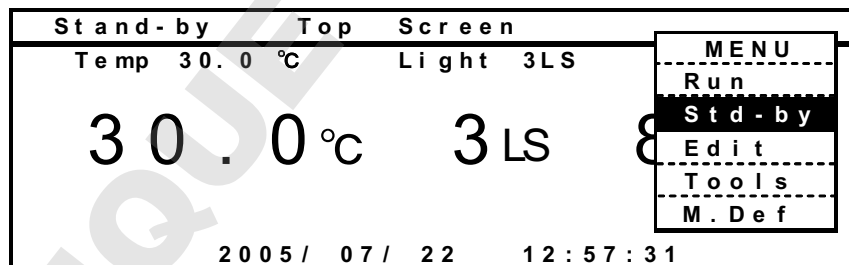 Stand-by Top Screen
Temp 30.0 ℃ Light 3LS
30.0℃ 3LS
MENU
Run
Std-by
Edit
Tools
M.Def
2005/07/22 12:57:31